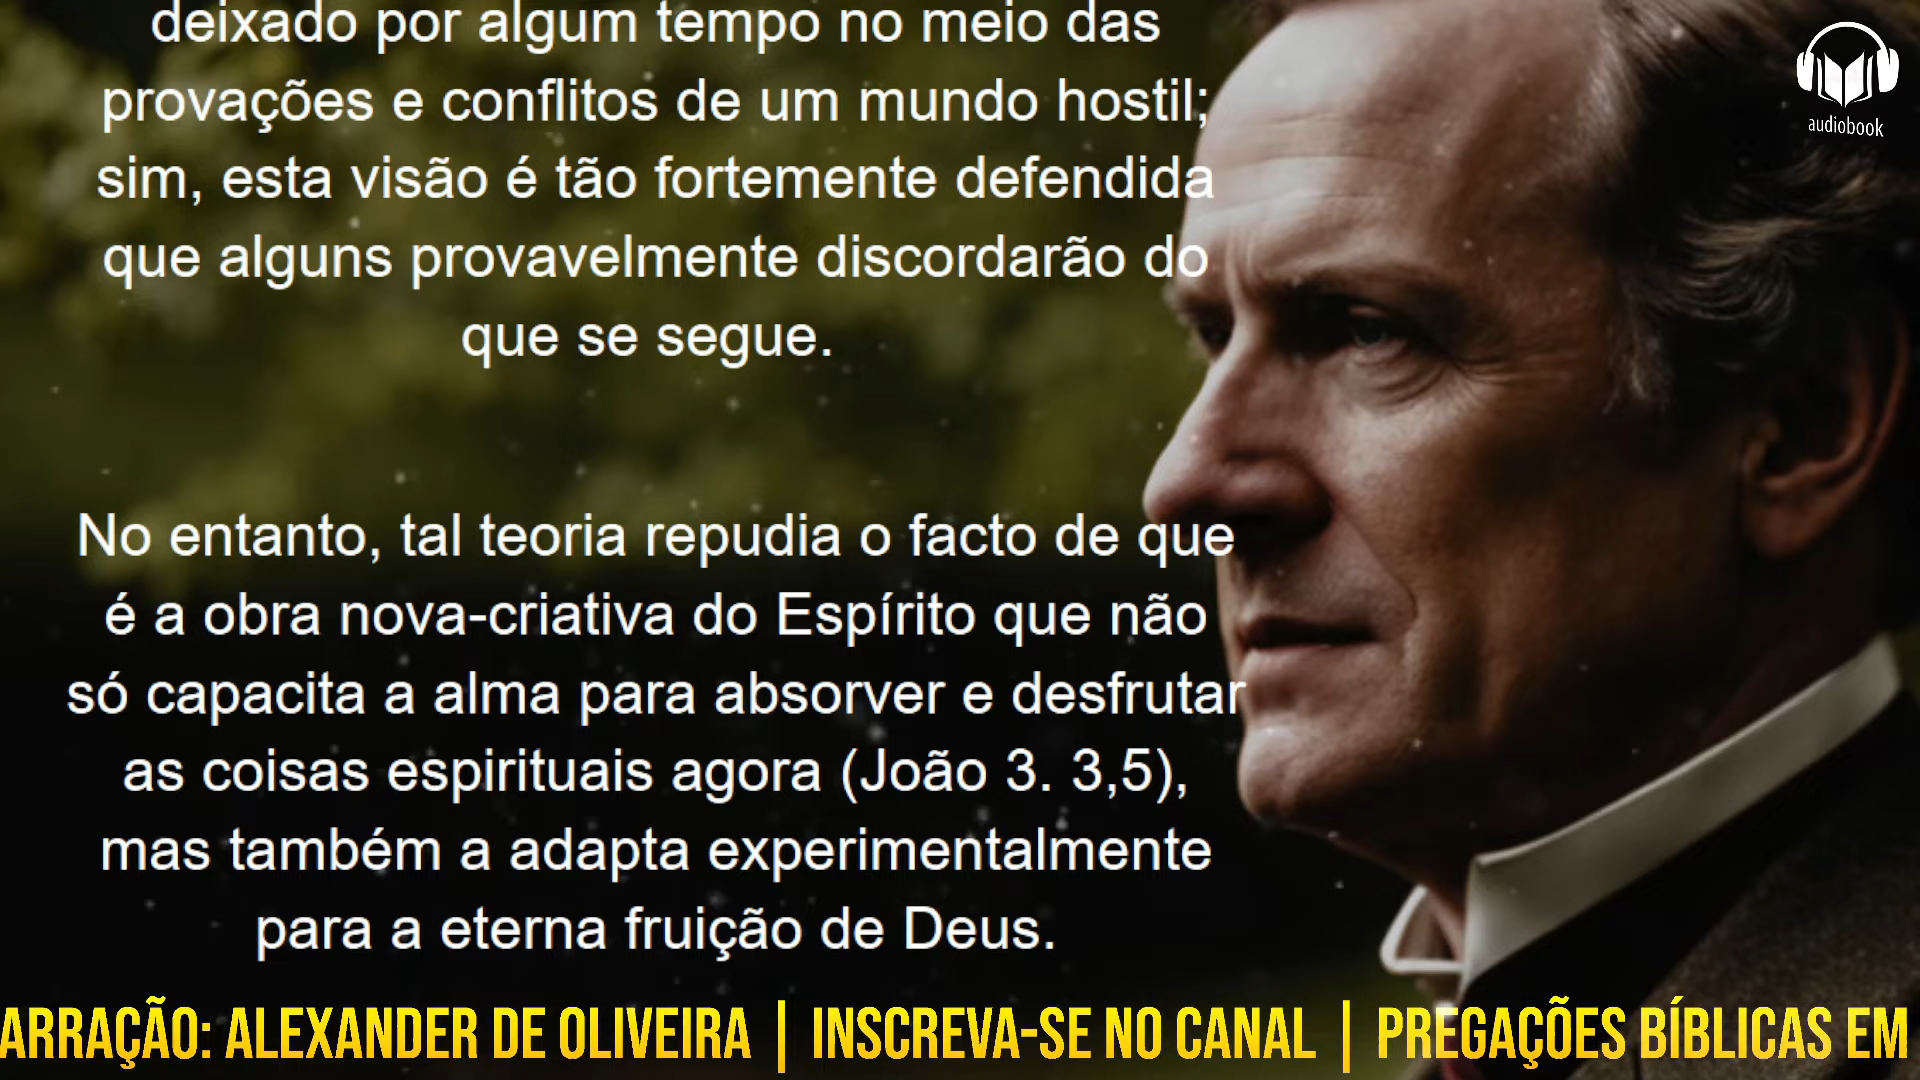 deixado por algum tempo no meio das
provações e conflitos de um mundo hostil;
sim, esta visão é tão fortemente defendida
que alguns provavelmente discordarão do
que se segue.
No entanto, tal teoria repudia o facto de que
é a obra nova-criativa do Espírito que não
só capacita a alma para absorver e desfrutar
as coisas espirituais agora (João 3. 3,5),
mas também a adapta experimentalmente
para a eterna fruição de Deus.
audiobook
ARRAÇÃO: ALEXANDER DE OLIVEIRA | INSCREVA-SE NO CANAL | PREGAÇÕES BÍBLICAS EM